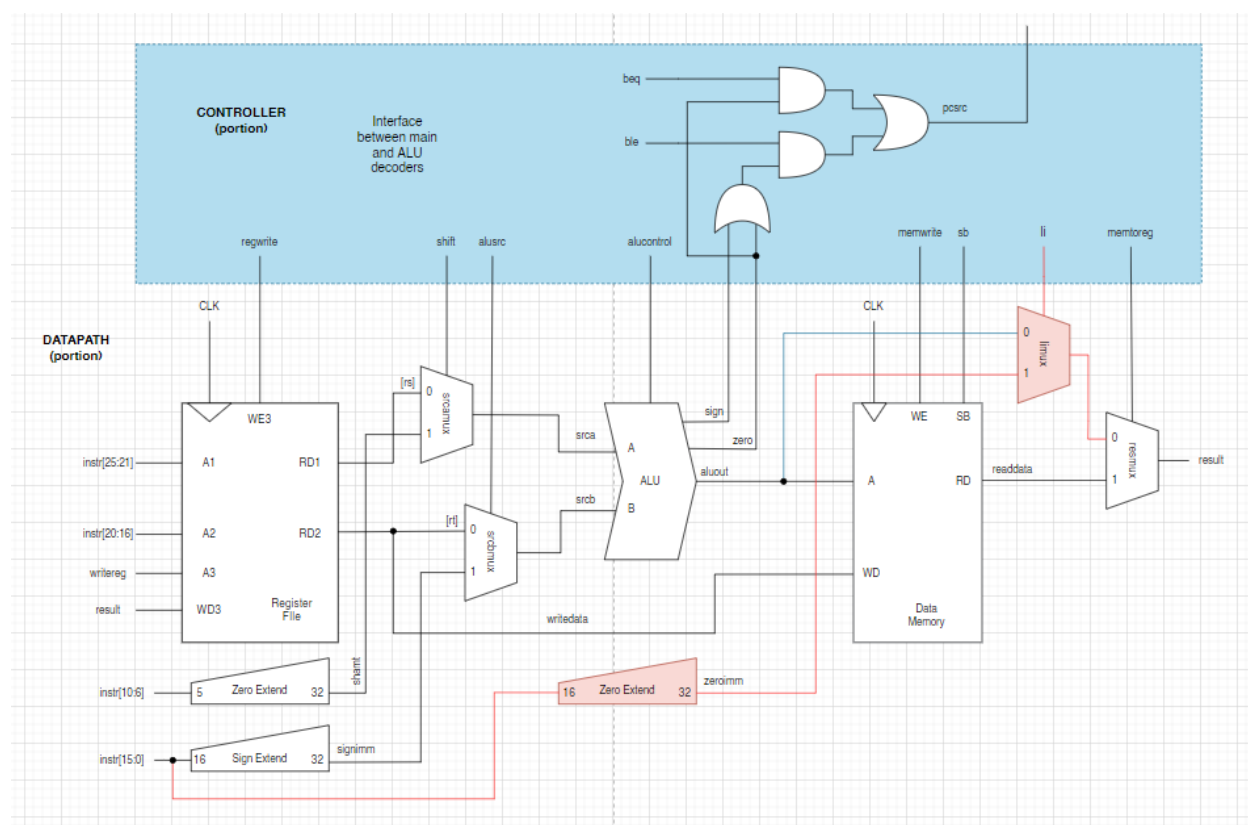 beq
CONTROLLER
(portion)
Interface
between main
and ALU
decoders
pcsrc
ble
regwrite
shift
alusrc
alucontrol
memwrite
sb
li
memtoreg
CLK
CLK
DATAPATH
(portion)
0
limux
1
[rs]
0
srcamux
1
WE3
sign
WE
SB
zero
0
resmux
1
result
instr[25:21]
A1
RD1
srca
A
ALU
B
aluout
A
RD
readdata
srcb
[rt]
0
srcbmux
1
instr[20:16]
A2
RD2
writereg
A3
WD
result
WD3
Register
File
Data
Memory
writedata
shamt
instr[10:6]
5
Zero Extend
32
16
Zero Extend
32
zeroimm
instr[15:0]
16
Sign Extend
32
signimm